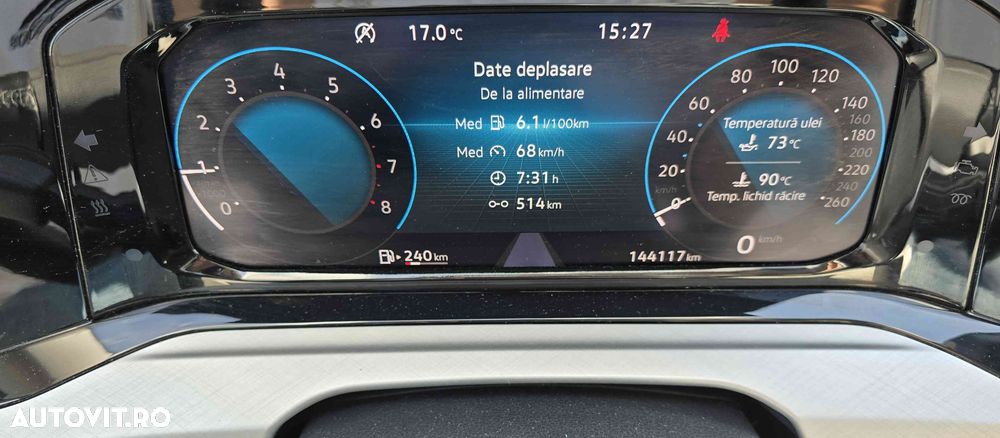 17.0 °C 15:27
Date deplasare
De la alimentare
Med 6.1 l/100km
Med 68 km/h
7:31 h
514 km
0 1 2 3 4 5 6 7 8
0 20 40 60 80 100 120 140 160 180 200 220 240 260
km/h
Temperatură ulei
73°C
90°C
Temp. lichid răcire
0 km/h
240 km 144117 km
AUTOVIT.RO